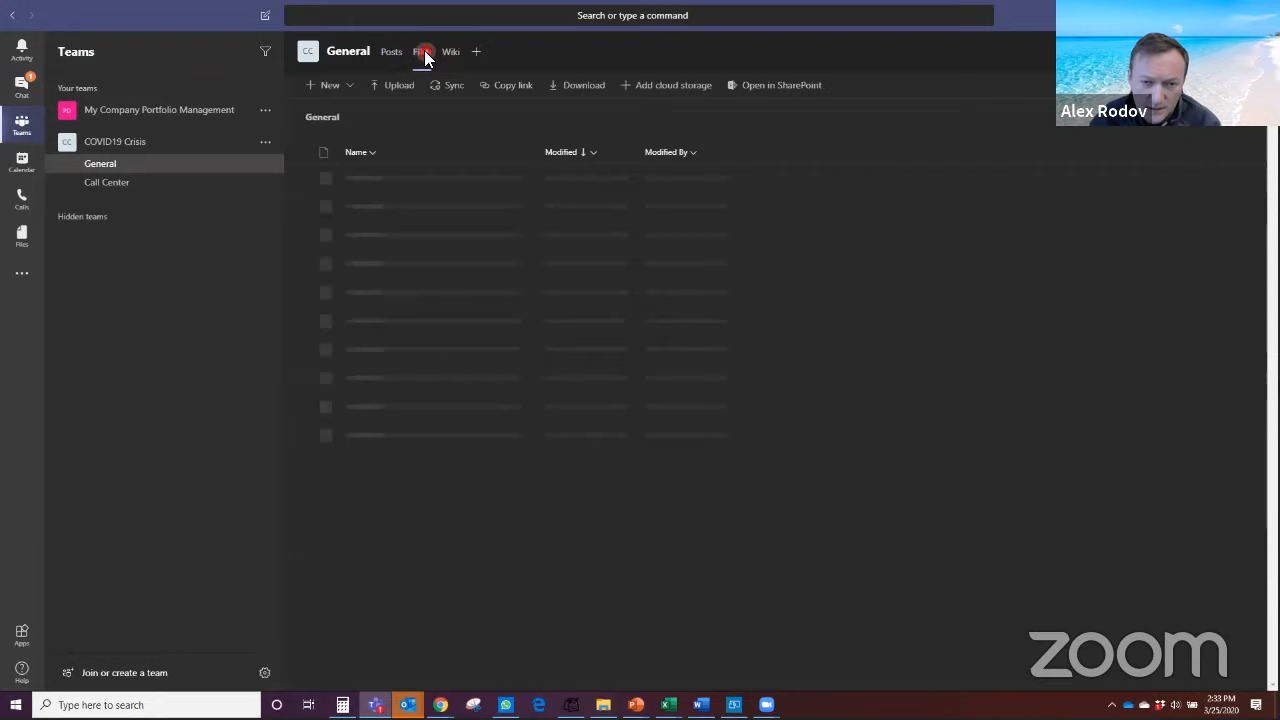 Search or type a command
Activity
Chat
1
Teams
Calendar
Calls
Files
Apps
Help
Teams
Your teams
PD My Company Portfolio Management
CC COVID19 Crisis
General
Call Center
Hidden teams
Join or create a team
CC General Posts Wiki
New Upload Sync Copy link Download Add cloud storage Open in SharePoint
General
Name Modified Modified By
Alex Rodov
zoom
Type here to search
2:33 PM
3/25/2020